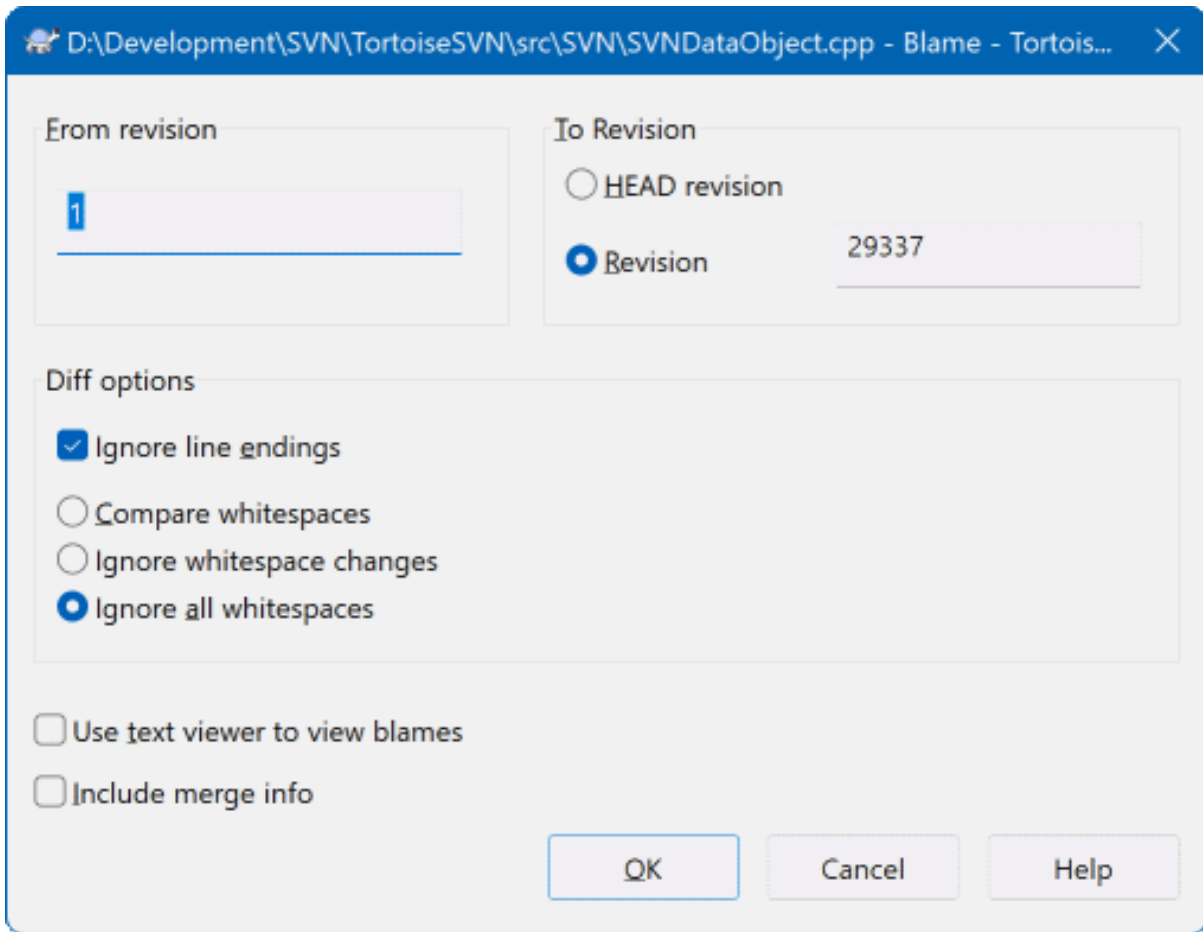 D:\Development\SVN\TortoiseSVN\src\SVN\SVNDataObject.cpp - Blame - Tortois...
From revision
1
To Revision
HEAD revision
Revision
29337
Diff options
Ignore line endings
Compare whitespaces
Ignore whitespace changes
Ignore all whitespaces
Use text viewer to view blames
Include merge info
OK Cancel Help